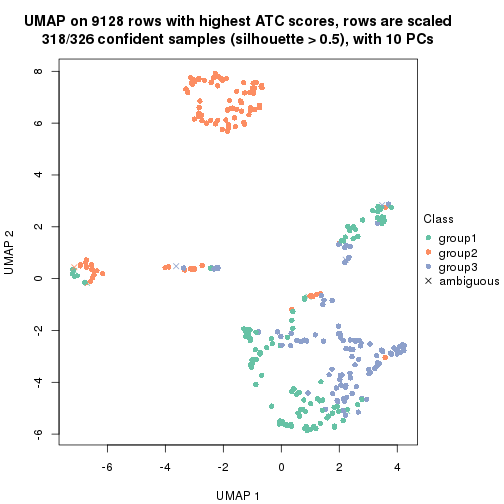 UMAP on 9128 rows with highest ATC scores, rows are scaled
318/326 confident samples (silhouette > 0.5), with 10 PCs
8
6
4
2
0
-2
-4
-6
UMAP 2
-6
-4
-2
0
2
4
UMAP 1
Class
group1
group2
group3
ambiguous